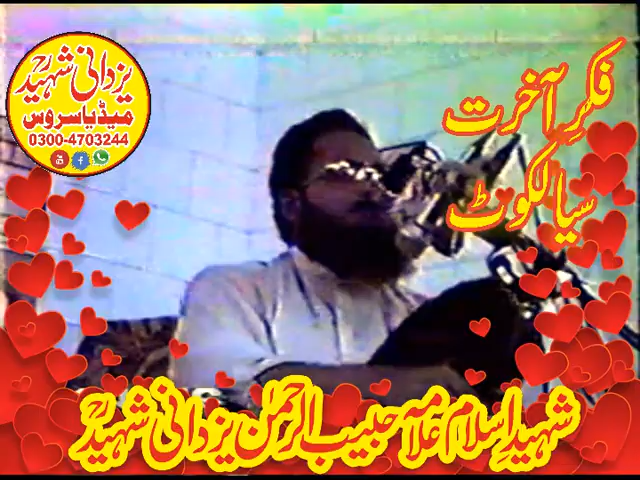 یزدانی شہیدؒ
میڈیا سروس
0300-4703244
فکرِ آخرت
سیالکوٹ
شہیدِ اسلام علامہ حبیب الرحمٰن یزدانی شہیدؒ